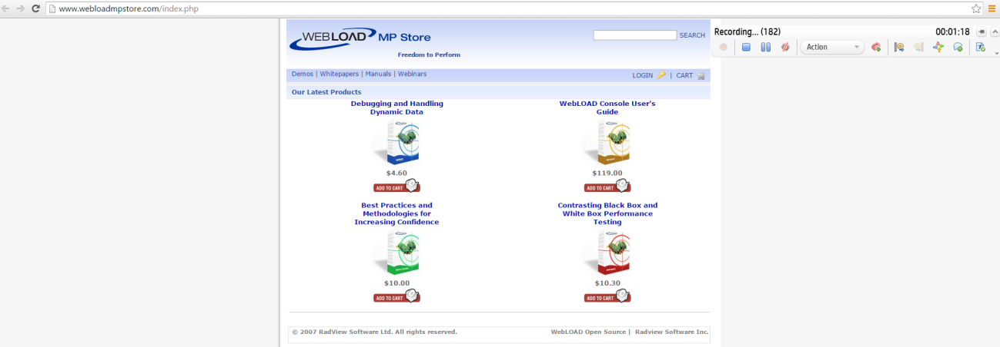 www.webloadmpstore.com/index.php
WEBLOAD MP Store
SEARCH
Freedom to Perform
Recording... (182) 00:01:18
Action
Demos | Whitepapers | Manuals | Webinars
LOGIN | CART
Our Latest Products
Debugging and Handling
Dynamic Data
$4.60
ADD TO CART
WebLOAD Console User's
Guide
$119.00
ADD TO CART
Best Practices and
Methodologies for
Increasing Confidence
$10.00
ADD TO CART
Contrasting Black Box and
White Box Performance
Testing
$10.30
ADD TO CART
© 2007 RadView Software Ltd. All rights reserved.
WebLOAD Open Source | Radview Software Inc.